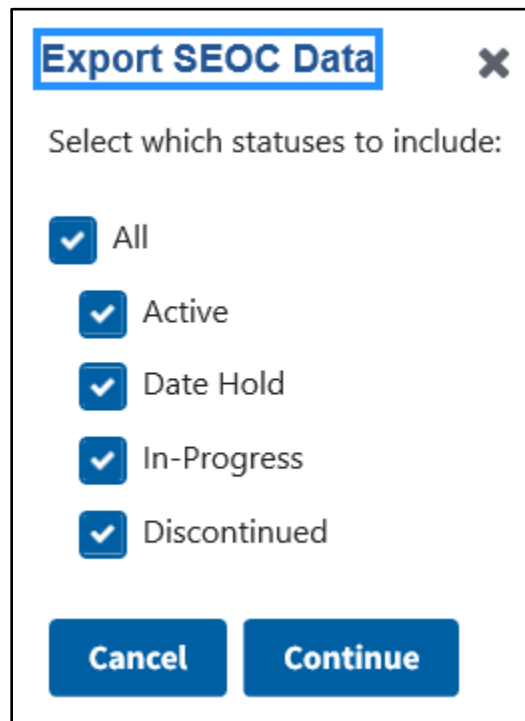 Export SEOC Data
Select which statuses to include:
All
Active
Date Hold
In-Progress
Discontinued
Cancel Continue